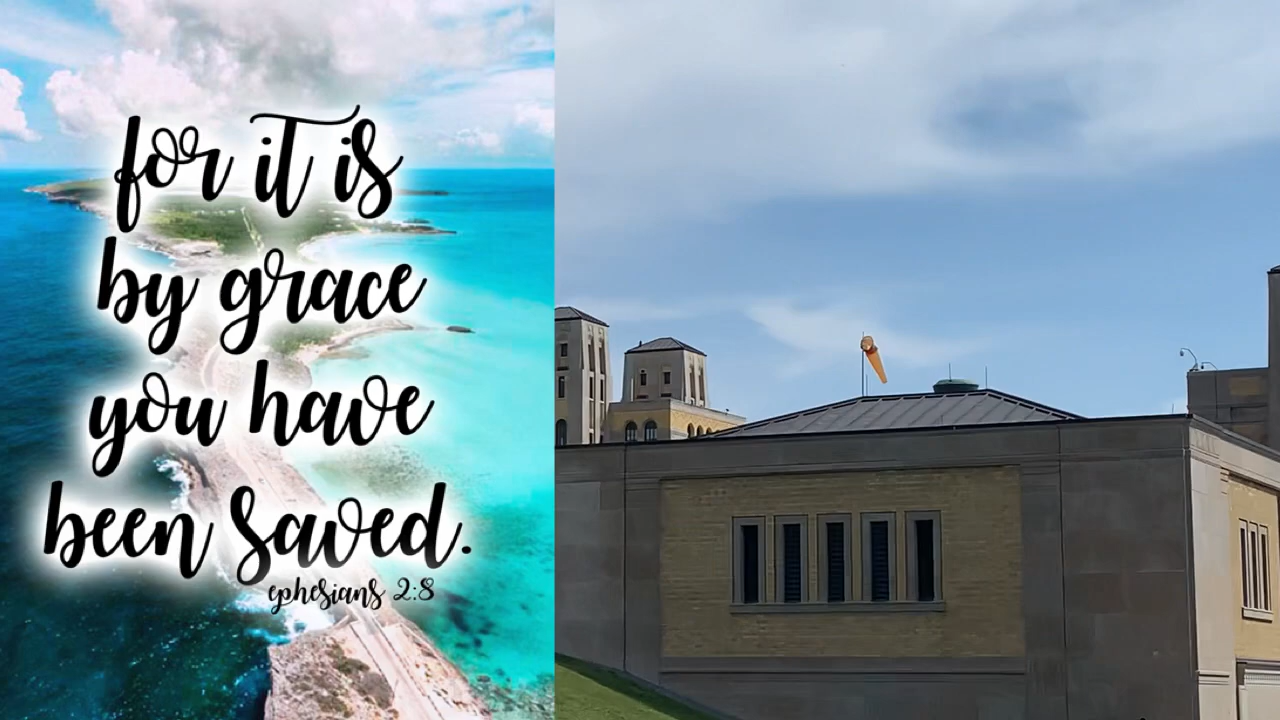 for it is
by grace
you have
been saved.
ephesians 2:8